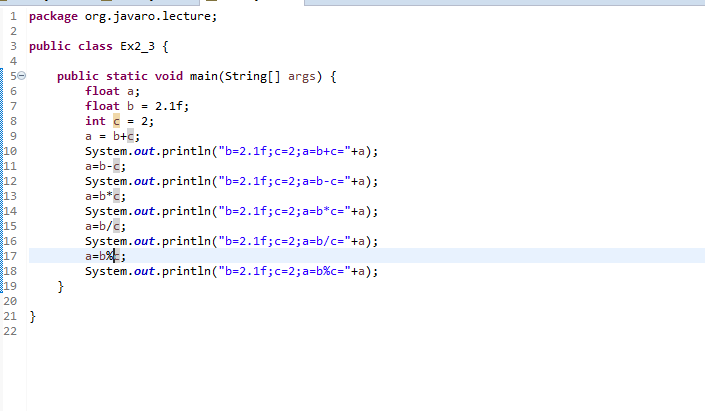 1 package org.javaro.lecture;
2
3 public class Ex2_3 {
4
5 public static void main(String[] args) {
6 float a;
7 float b = 2.1f;
8 int c = 2;
9 a = b+c;
10 System.out.println("b=2.1f;c=2;a=b+c="+a);
11 a=b-c;
12 System.out.println("b=2.1f;c=2;a=b-c="+a);
13 a=b*c;
14 System.out.println("b=2.1f;c=2;a=b*c="+a);
15 a=b/c;
16 System.out.println("b=2.1f;c=2;a=b/c="+a);
17 a=b%c;
18 System.out.println("b=2.1f;c=2;a=b%c="+a);
19 }
20
21 }
22